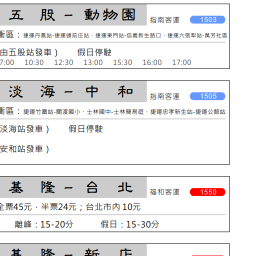 五 股 - 動物園 指南客運 1503
衝區：捷運丹鳳站-捷運頭前庄站、捷運東門站-信義新生路口、捷運六張犁站-萬芳社區
由五股站發車） 假日停駛
7:00 10:30 12:30 13:00 15:30 16:00 17:00
淡 海 - 中 和 指南客運 1505
衝區：捷運竹圍站-關渡國小、士林國中-士林簡易庭、捷運忠孝新生站-捷運公館站
淡海站發車） 假日停駛
安和站發車）
基 隆 - 台 北 福和客運 1550
全票45元，半票24元；台北市內10元
離峰：15-20分 假日：15-30分
基 隆 - 新 店